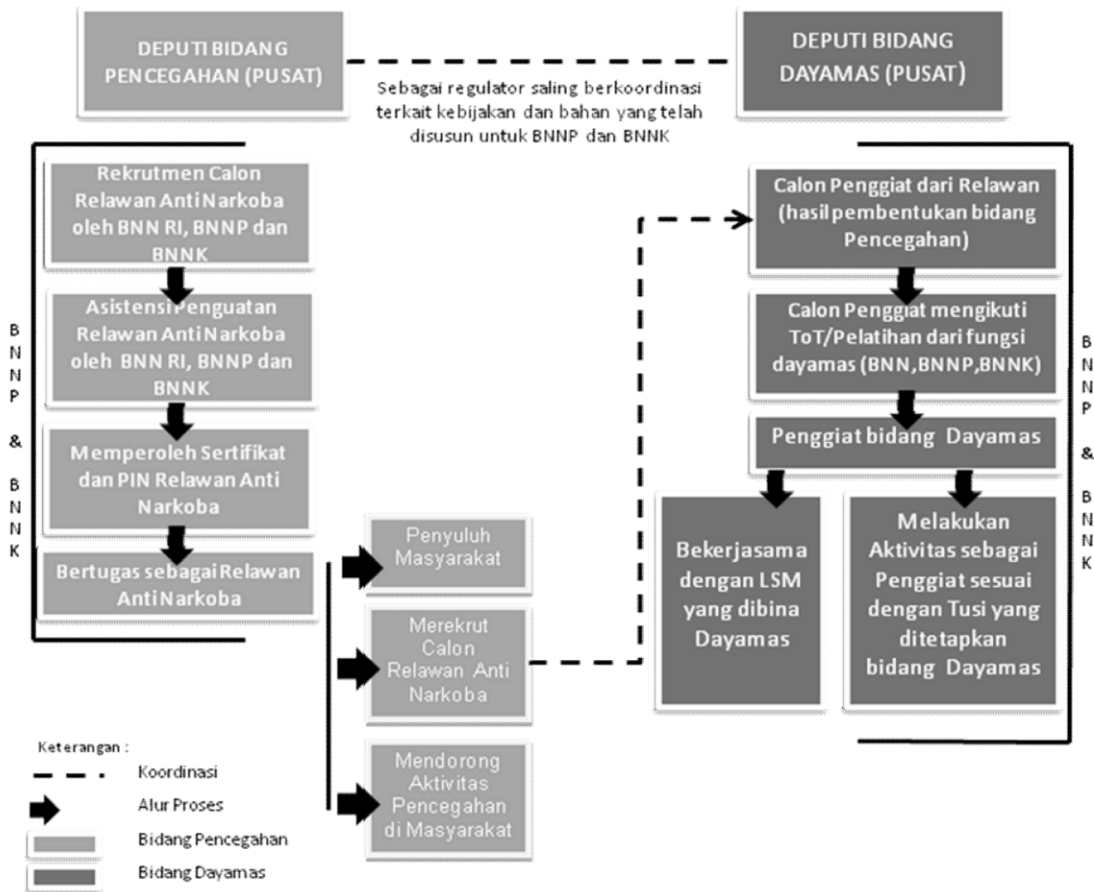 DEPUTI BIDANG
PENCEGAHAN (PUSAT)
DEPUTI BIDANG
DAYAMAS (PUSAT)
Sebagai regulator saling berkoordinasi
terkait kebijakan dan bahan yang telah
disusun untuk BNNP dan BNNK
BNNP & BNNK
Rekrutmen Calon
Relawan Anti Narkoba
oleh BNN RI, BNNP dan
BNNK
Asistensi Penguatan
Relawan Anti Narkoba
oleh BNN RI, BNNP dan
BNNK
Memperoleh Sertifikat
dan PIN Relawan Anti
Narkoba
Bertugas sebagai Relawan
Anti Narkoba
Penyuluh
Masyarakat
Merekrut
Calon
Relawan Anti
Narkoba
Mendorong
Aktivitas
Pencegahan
di Masyarakat
Calon Penggiat dari Relawan
(hasil pembentukan bidang
Pencegahan)
Calon Penggiat mengikuti
ToT/Pelatihan dari fungsi
dayamas (BNN,BNNP,BNNK)
Penggiat bidang Dayamas
Bekerjasama
dengan LSM
yang dibina
Dayamas
Melakukan
Aktivitas sebagai
Penggiat sesuai
dengan Tusi yang
ditetapkan
bidang Dayamas
BNNP & BNNK
Keterangan :
Koordinasi
Alur Proses
Bidang Pencegahan
Bidang Dayamas